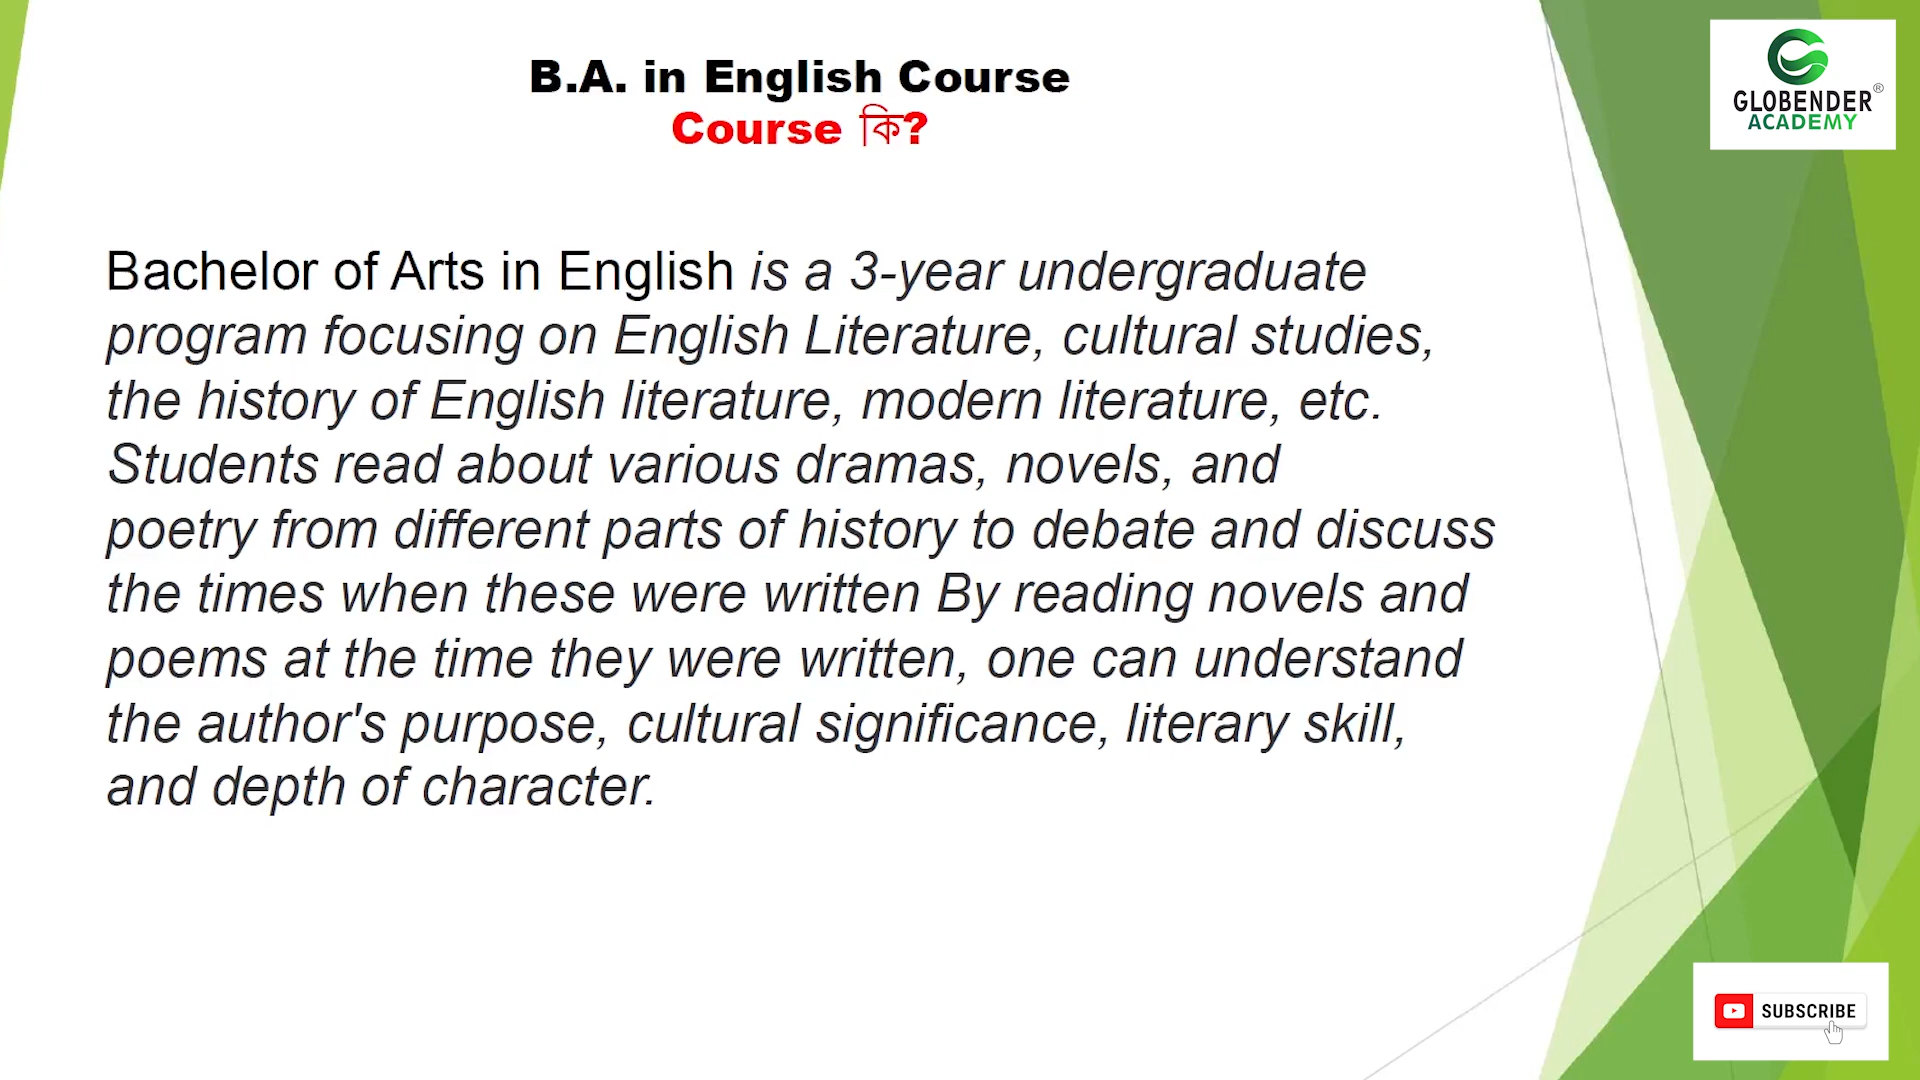 B.A. in English Course
Course কি?
GLOBENDER®
ACADEMY
Bachelor of Arts in English is a 3-year undergraduate
program focusing on English Literature, cultural studies,
the history of English literature, modern literature, etc.
Students read about various dramas, novels, and
poetry from different parts of history to debate and discuss
the times when these were written By reading novels and
poems at the time they were written, one can understand
the author's purpose, cultural significance, literary skill,
and depth of character.
SUBSCRIBE